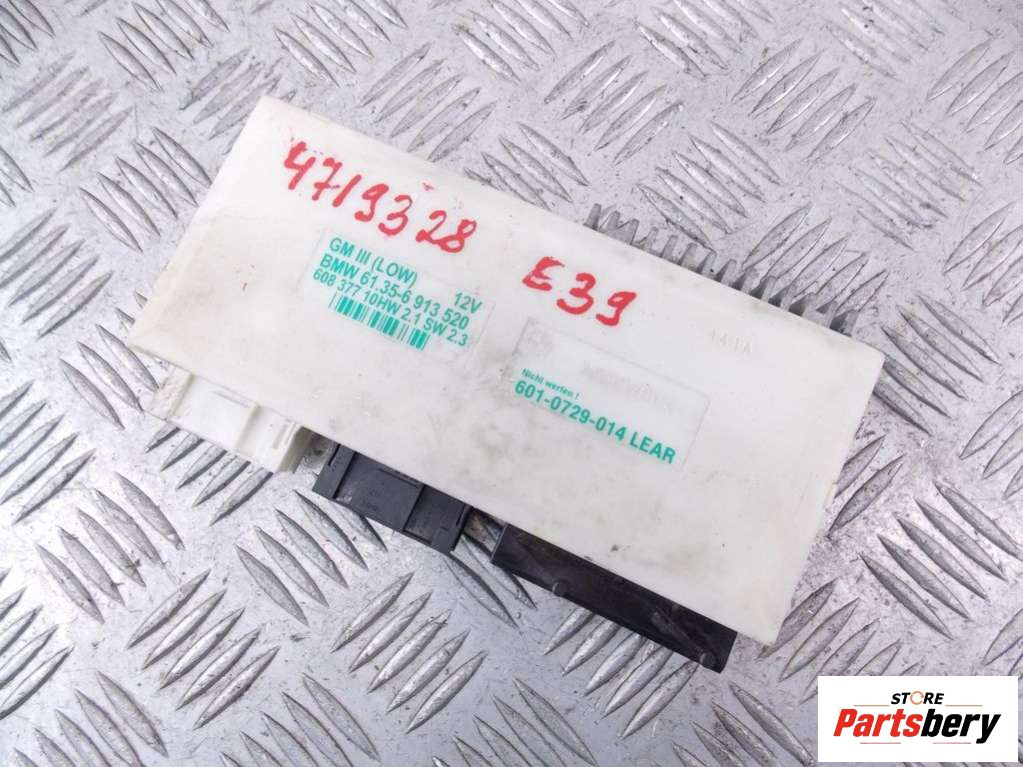 4719328
E39
GM III (LOW) 12V
BMW 61.35-6 913 520
608 377 10HW 2.1 SW 2.3
Nicht werfen !
601-0729-014 LEAR
STORE
Partsbery